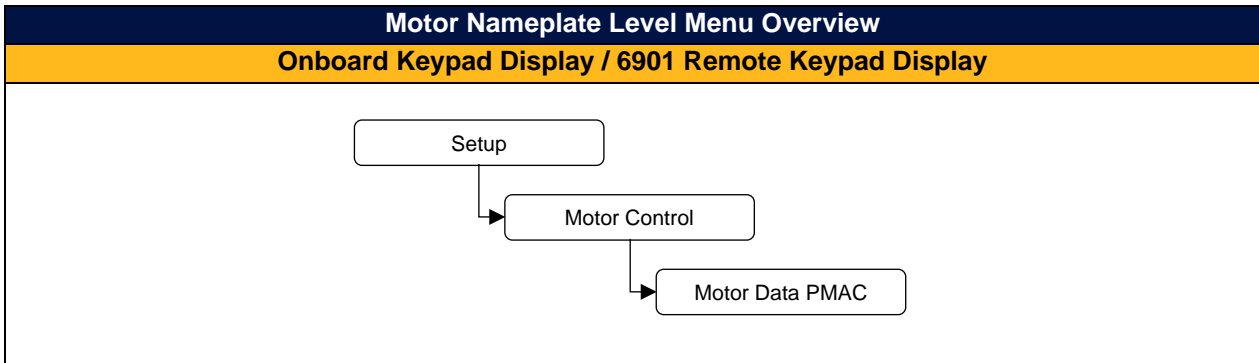 Motor Nameplate Level Menu Overview
Onboard Keypad Display / 6901 Remote Keypad Display
Setup
Motor Control
Motor Data PMAC